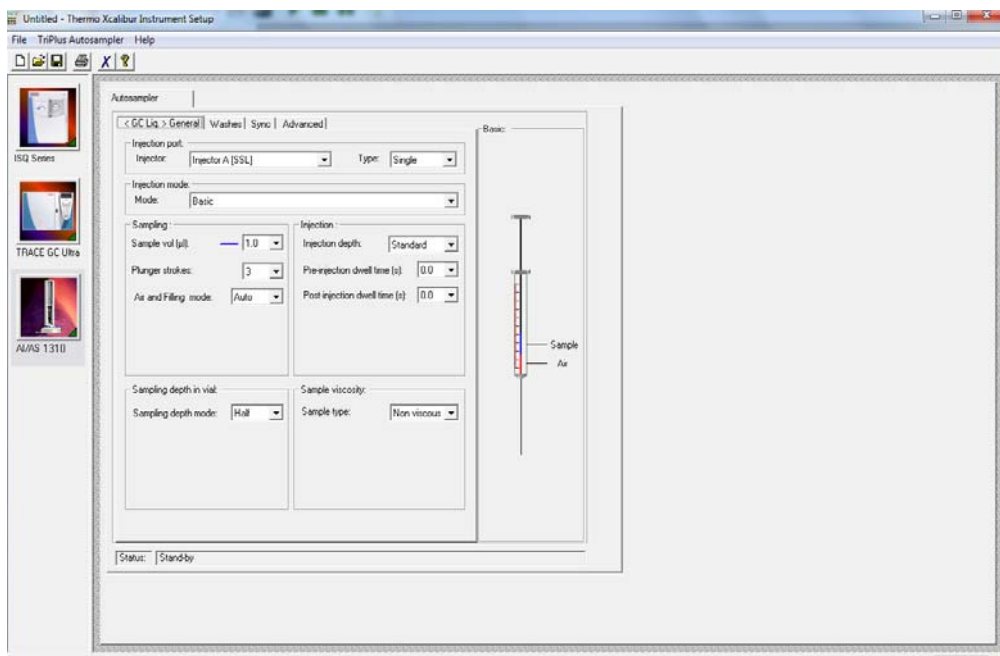 Untitled - Thermo Xcalibur Instrument Setup
File TriPlus Autosampler Help
X ?
Autosampler
< GC Liq > General Washes Sync Advanced
Injection port:
Injector: Injector A [SSL] Type: Single
Injection mode:
Mode: Basic
Sampling :
Sample vol (µl): 1.0
Plunger strokes: 3
Air and Filling mode: Auto
Injection :
Injection depth: Standard
Pre-injection dwell time (s): 0.0
Post injection dwell time (s): 0.0
Sampling depth in vial:
Sampling depth mode: Half
Sample viscosity:
Sample type: Non viscous
Basic
Sample
Air
Status: Stand-by
ISQ Series
TRACE GC Ultra
AI/AS 1310